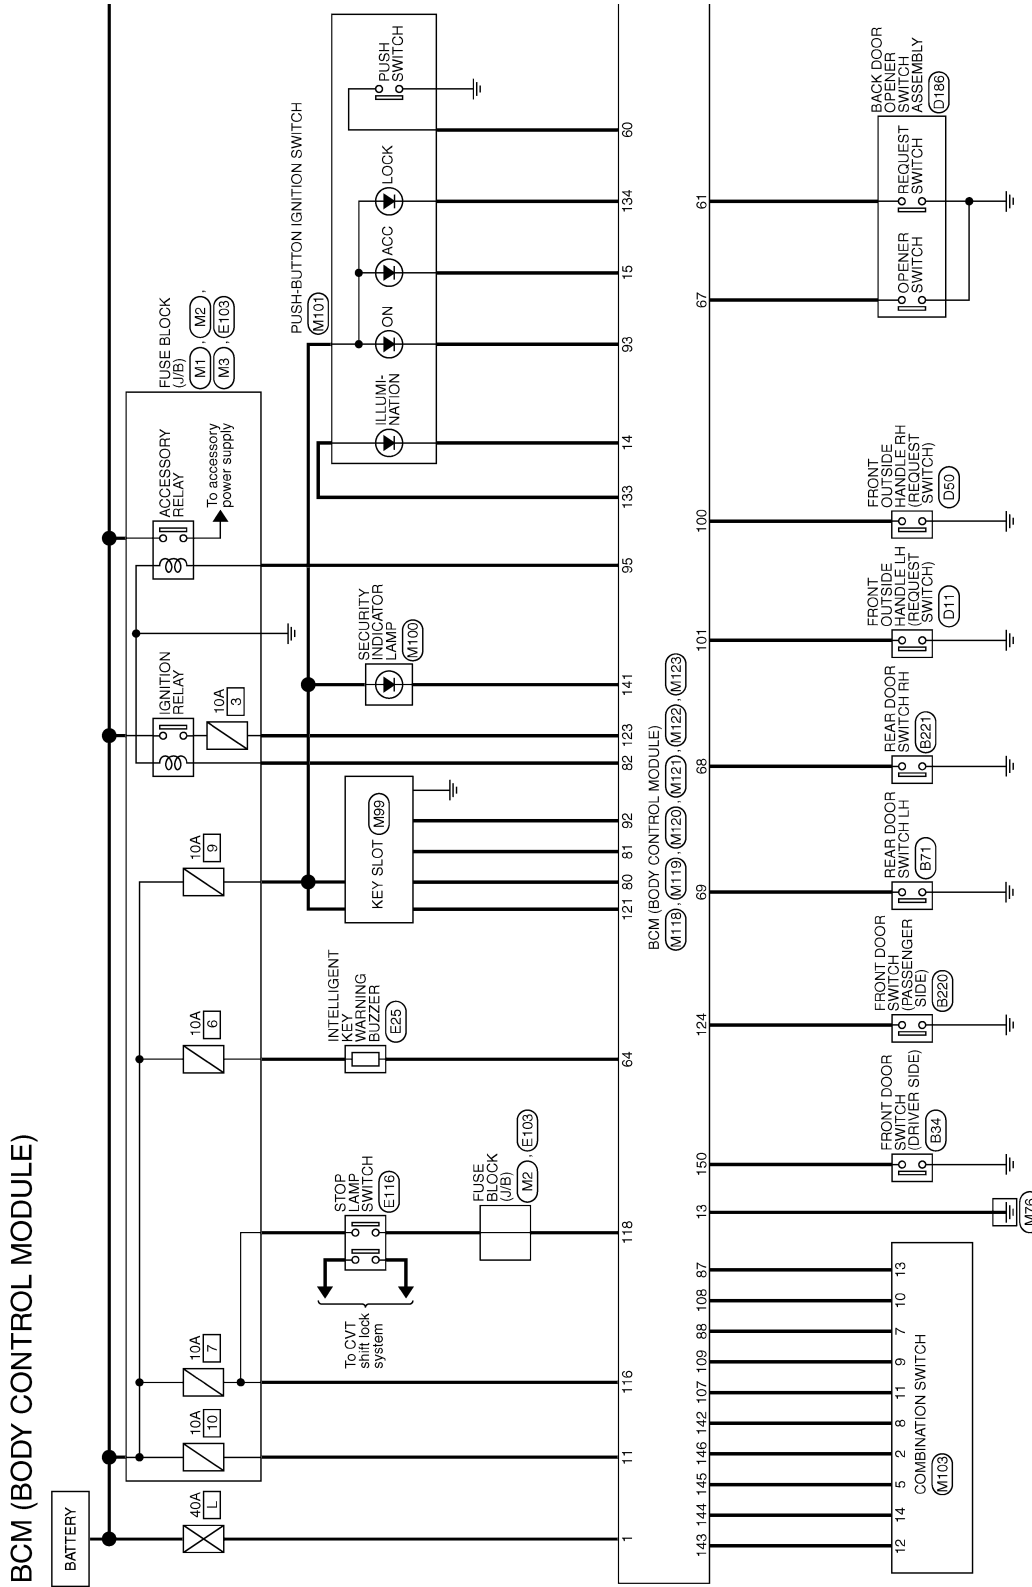 BCM (BODY CONTROL MODULE)
BATTERY
40A
L
10A
10
10A
7
10A
6
10A
9
IGNITION
RELAY
10A
3
ACCESSORY
RELAY
To accessory
power supply
FUSE BLOCK
(J/B)
M1 , M2 ,
M3 , E103
To CVT
shift lock
system
STOP
LAMP
SWITCH
E116
FUSE
BLOCK
(J/B)
M2 , E103
INTELLIGENT
KEY
WARNING
BUZZER
E25
KEY SLOT
M99
SECURITY
INDICATOR
LAMP
M100
PUSH-BUTTON IGNITION SWITCH
M101
ILLUMI-
NATION
ON
ACC
LOCK
PUSH
SWITCH
1
11
116
118
64
121
80
81
92
82
123
141
95
133
14
93
15
134
60
BCM (BODY CONTROL MODULE)
M118 , M119 , M120 , M121 , M122 , M123
143
144
145
146
142
107
109
88
108
87
13
150
124
69
68
101
100
67
61
12
14
5
2
8
11
9
7
10
13
COMBINATION SWITCH
M103
M76
FRONT DOOR
SWITCH
(DRIVER SIDE)
B34
FRONT DOOR
SWITCH
(PASSENGER
SIDE)
B220
REAR DOOR
SWITCH LH
B71
REAR DOOR
SWITCH RH
B221
FRONT
OUTSIDE
HANDLE LH
(REQUEST
SWITCH)
D11
FRONT
OUTSIDE
HANDLE RH
(REQUEST
SWITCH)
D50
OPENER
SWITCH
REQUEST
SWITCH
BACK DOOR
OPENER
SWITCH
ASSEMBLY
D186